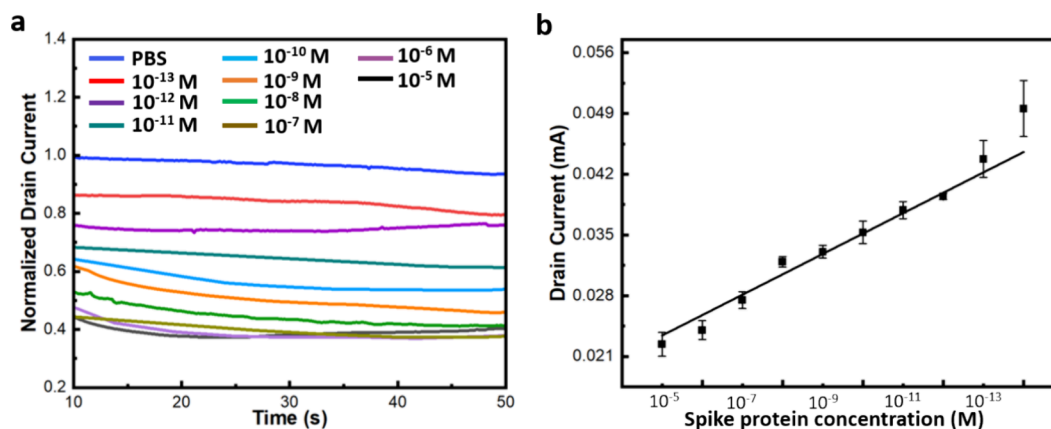 a
1.4
1.2
1.0
0.8
0.6
0.4
0.2
Normalized Drain Current
PBS
10⁻¹³ M
10⁻¹² M
10⁻¹¹ M
10⁻¹⁰ M
10⁻⁹ M
10⁻⁸ M
10⁻⁷ M
10⁻⁶ M
10⁻⁵ M
10 20 30 40 50
Time (s)
b
0.056
0.049
0.042
0.035
0.028
0.021
Drain Current (mA)
10⁻⁵ 10⁻⁷ 10⁻⁹ 10⁻¹¹ 10⁻¹³
Spike protein concentration (M)